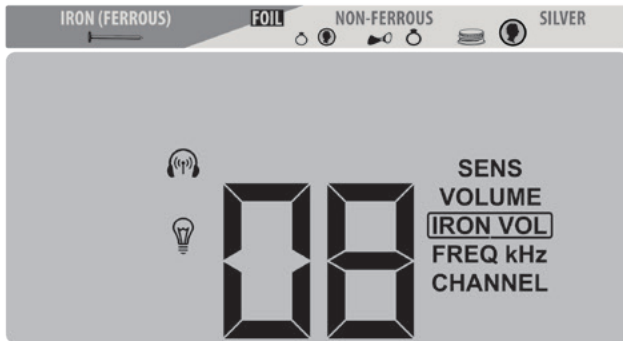 IRON (FERROUS) FOIL NON-FERROUS SILVER
08
SENS
VOLUME
IRON VOL
FREQ kHz
CHANNEL